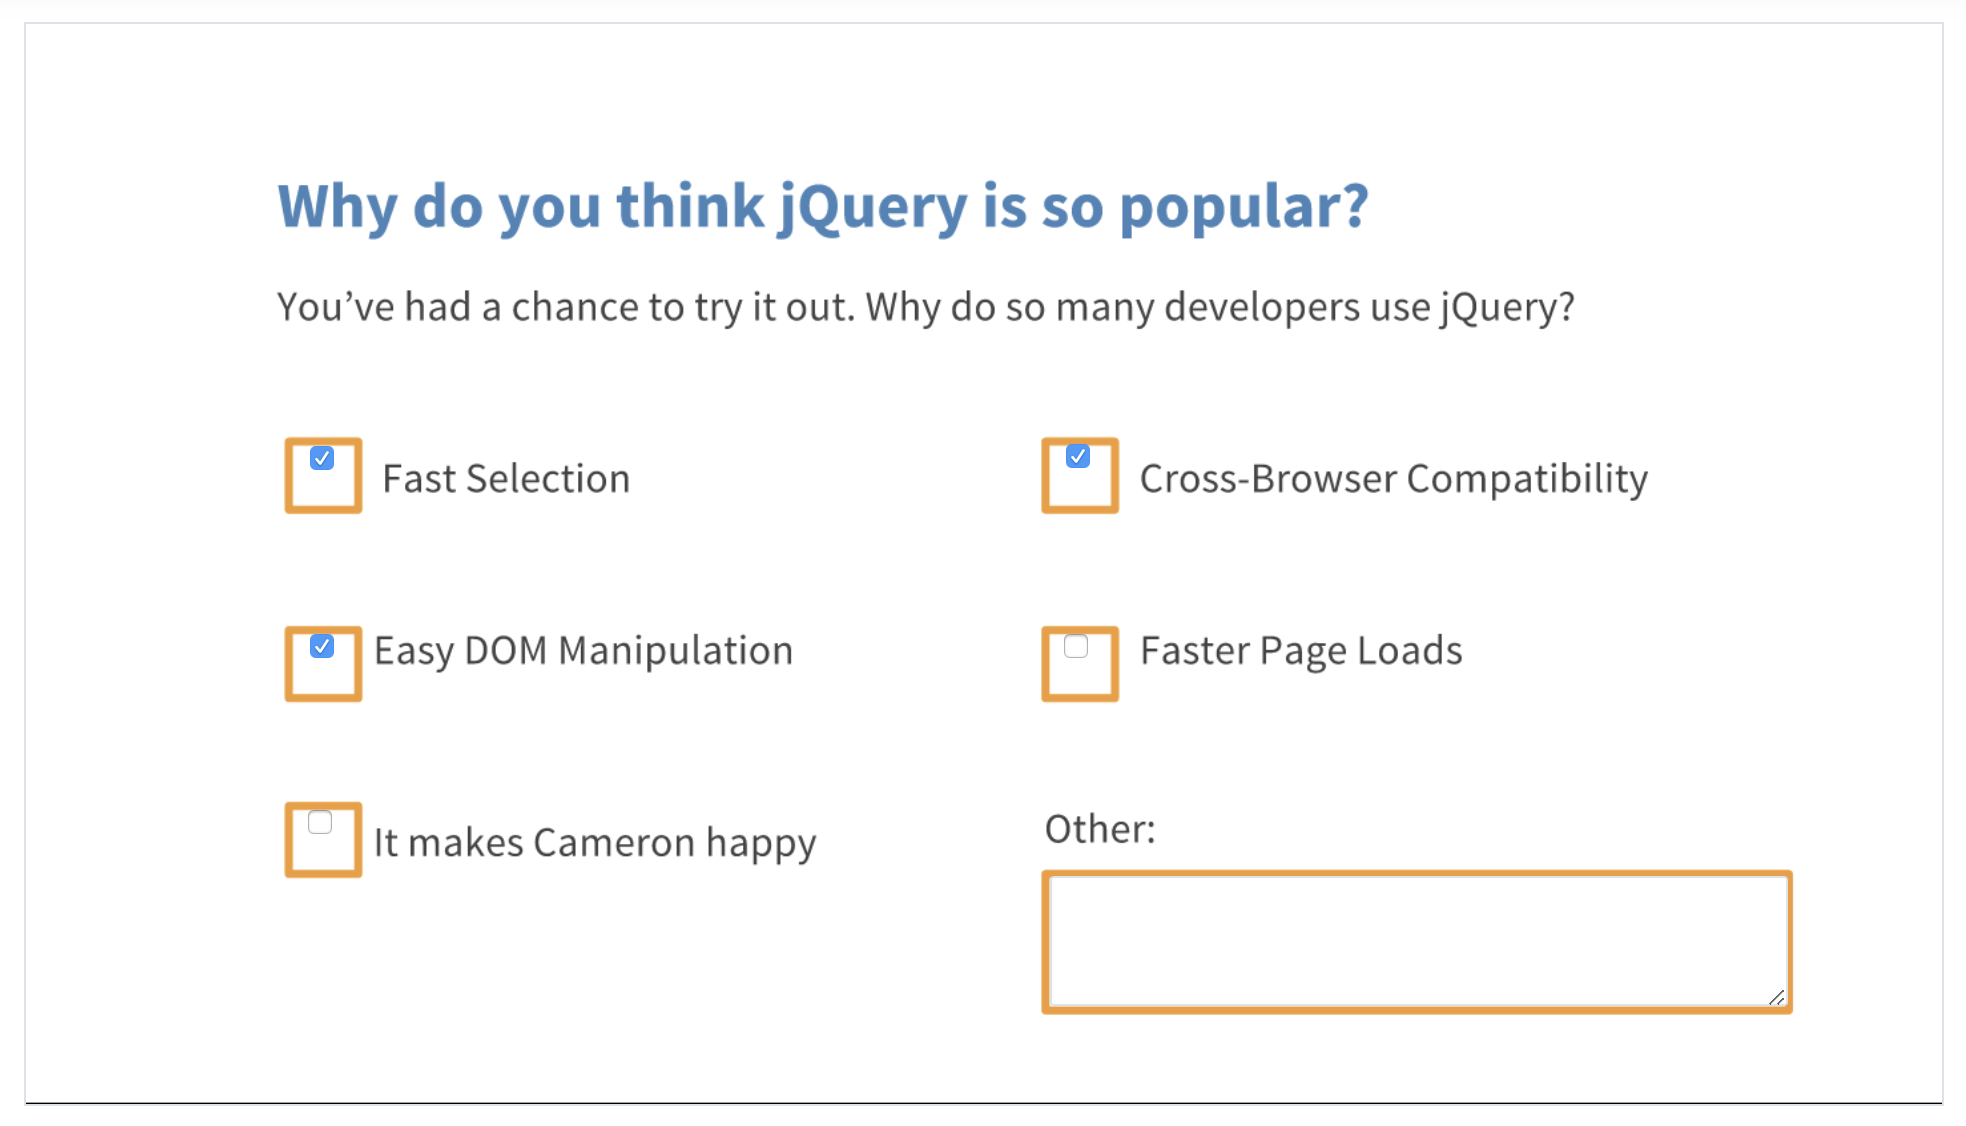 Why do you think jQuery is so popular?
You’ve had a chance to try it out. Why do so many developers use jQuery?
Fast Selection
Cross-Browser Compatibility
Easy DOM Manipulation
Faster Page Loads
It makes Cameron happy
Other: